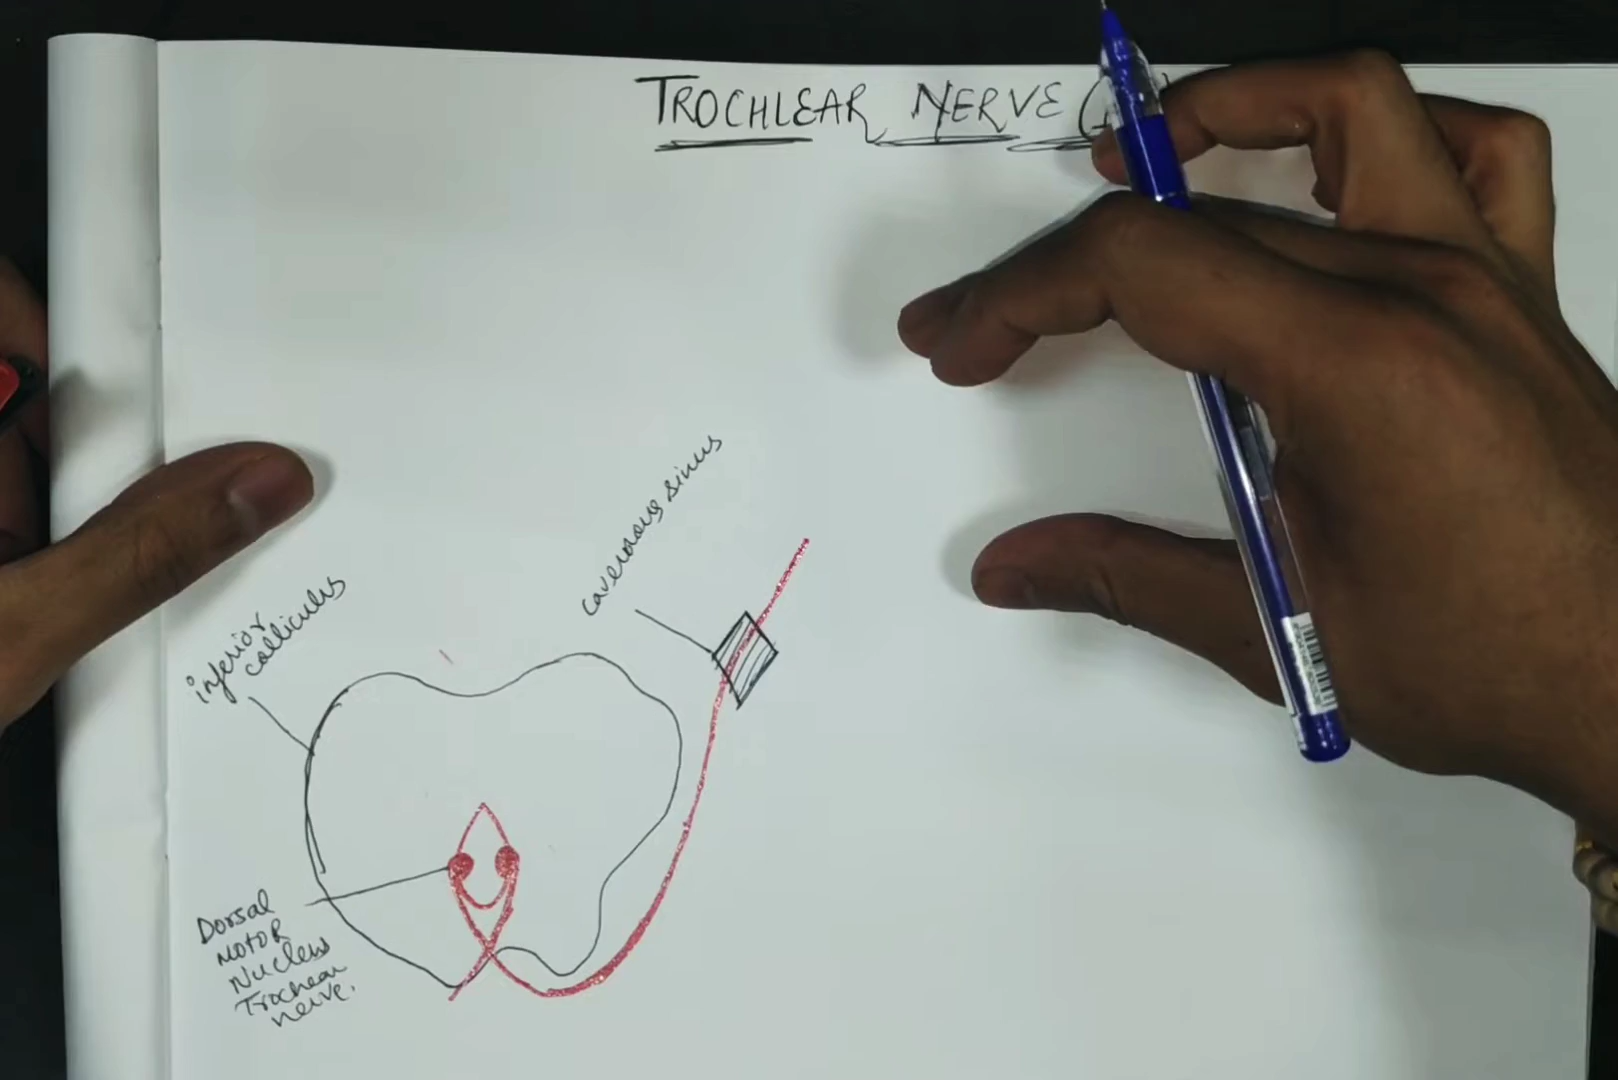 TROCHLEAR NERVE (
cavernous sinus
inferior
colliculus
Dorsal
MOTOR
Nucleus
Trochear
nerve.